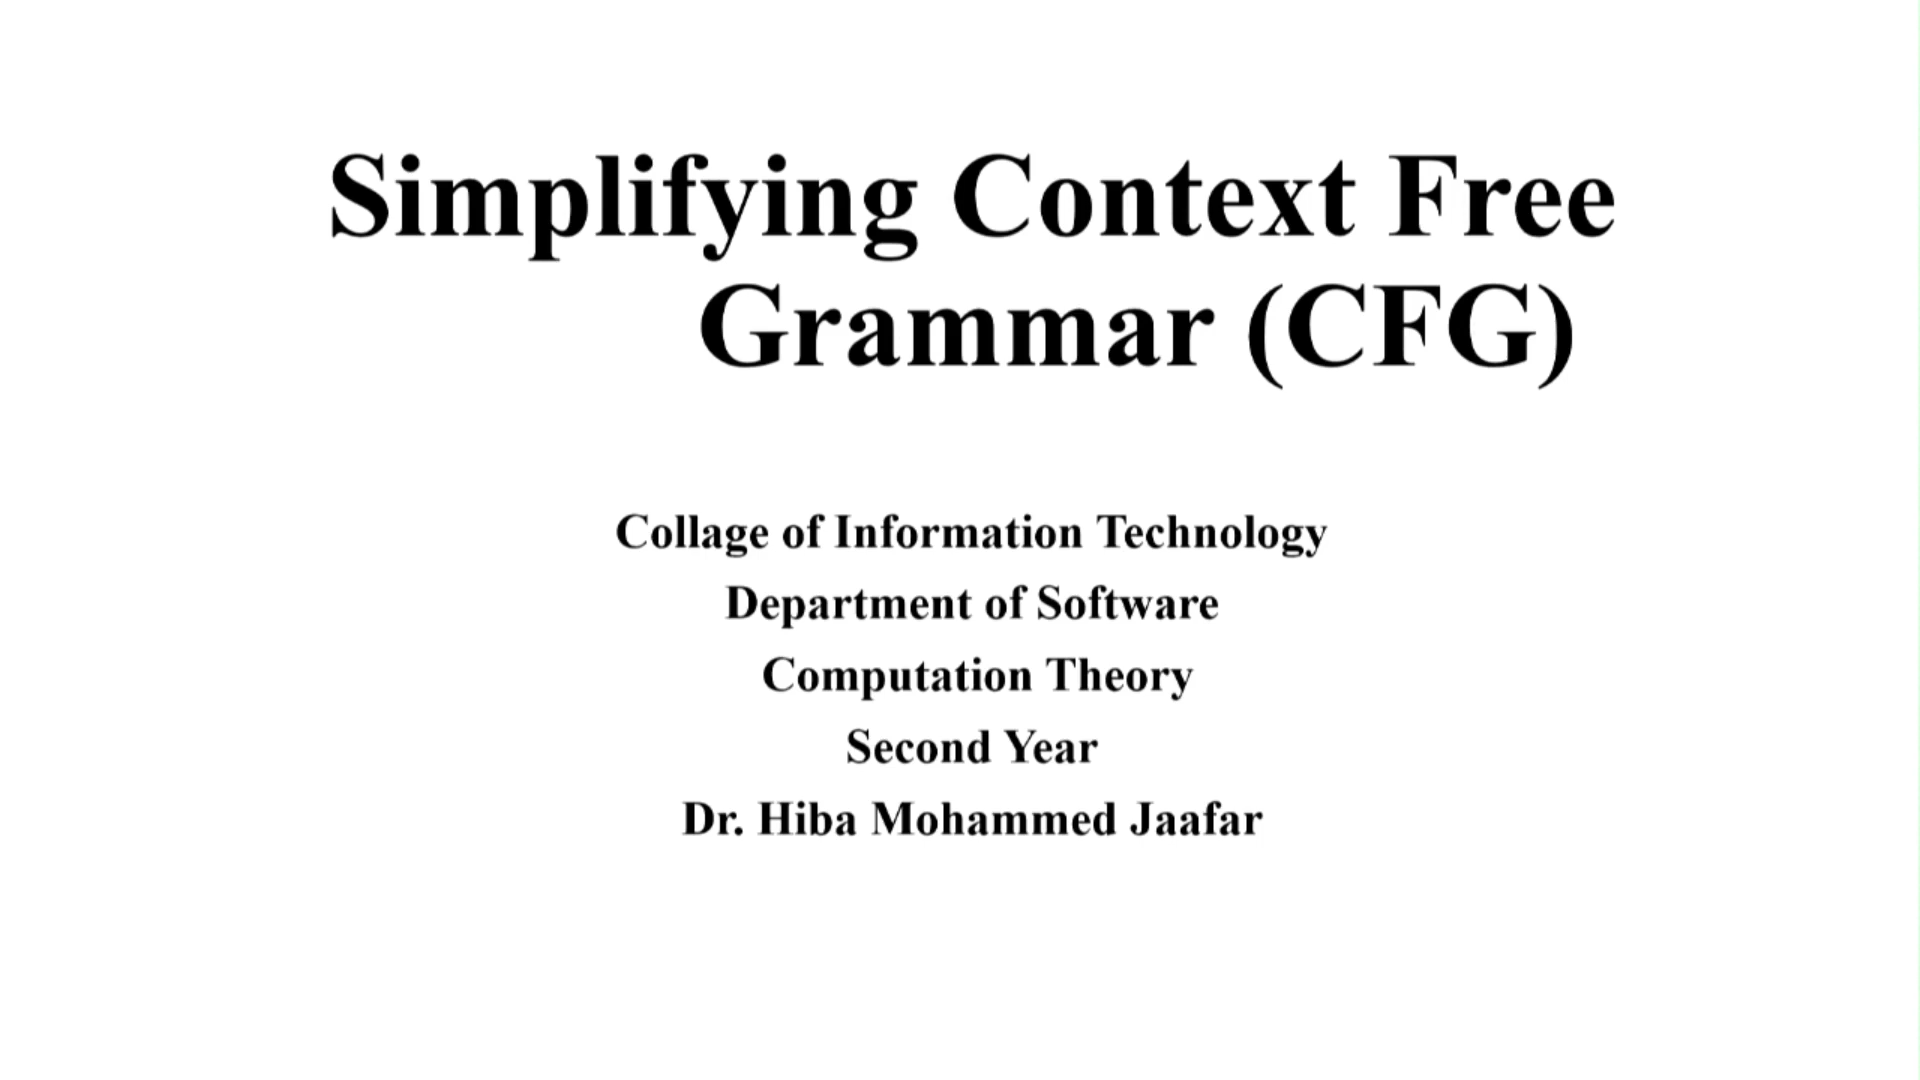 Simplifying Context Free
Grammar (CFG)
Collage of Information Technology
Department of Software
Computation Theory
Second Year
Dr. Hiba Mohammed Jaafar